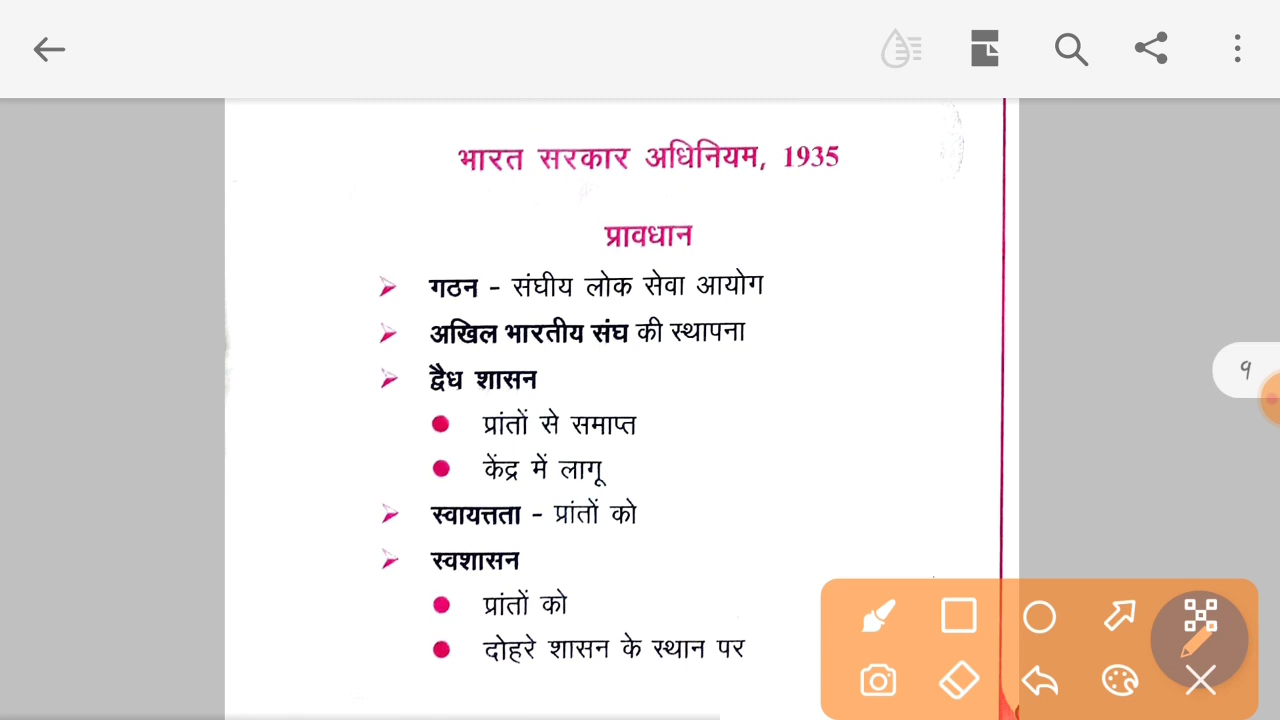 भारत सरकार अधिनियम, 1935
प्रावधान
गठन - संघीय लोक सेवा आयोग
अखिल भारतीय संघ की स्थापना
द्वैध शासन
प्रांतों से समाप्त
केंद्र में लागू
स्वायत्तता - प्रांतों को
स्वशासन
प्रांतों को
दोहरे शासन के स्थान पर
९